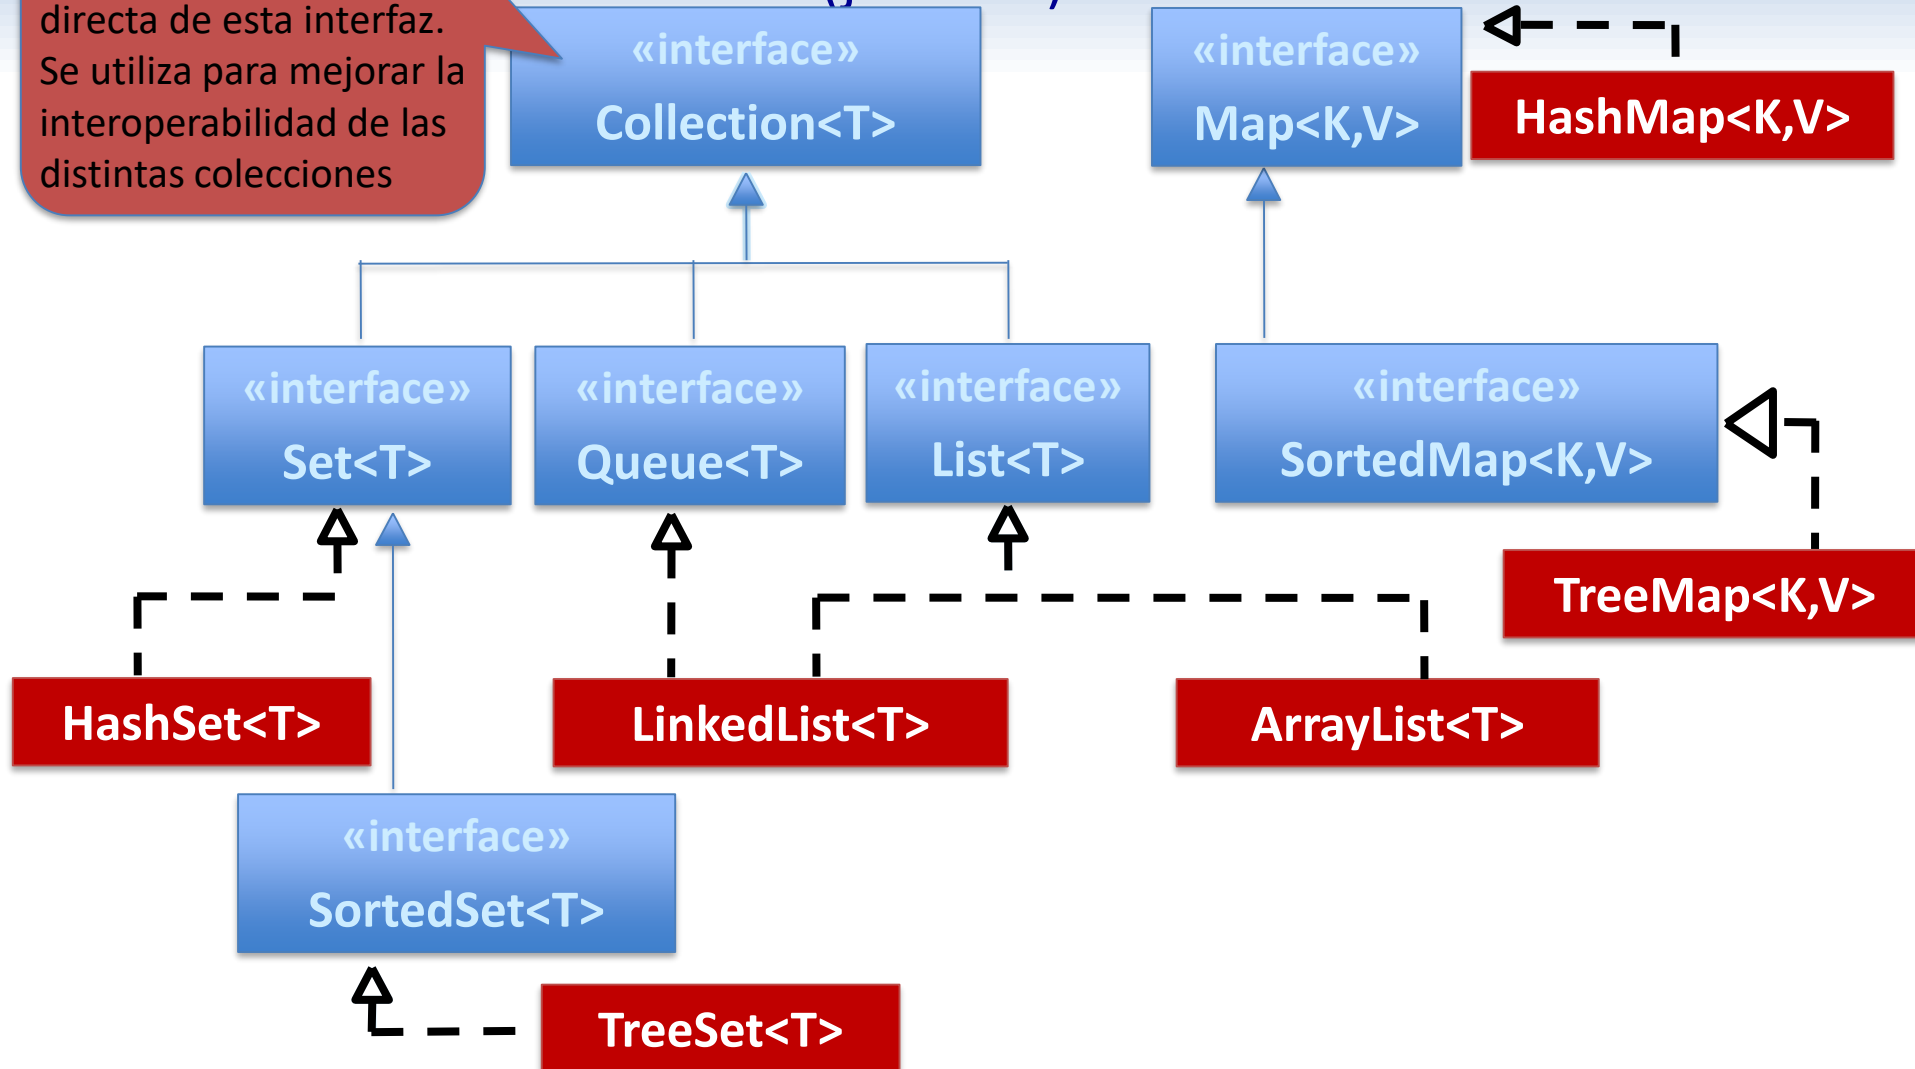 directa de esta interfaz.
Se utiliza para mejorar la
interoperabilidad de las
distintas colecciones
«interface»
Collection<T>
«interface»
Map<K,V>
HashMap<K,V>
«interface»
Set<T>
«interface»
Queue<T>
«interface»
List<T>
«interface»
SortedMap<K,V>
TreeMap<K,V>
HashSet<T>
LinkedList<T>
ArrayList<T>
«interface»
SortedSet<T>
TreeSet<T>